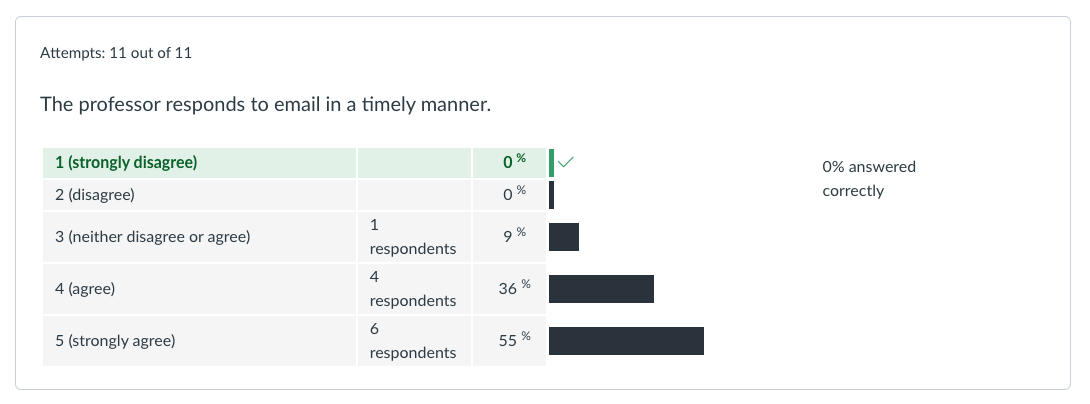 Attempts: 11 out of 11
The professor responds to email in a timely manner.
1 (strongly disagree) 0 %
0% answered
correctly
2 (disagree) 0 %
3 (neither disagree or agree) 1 respondents 9 %
4 (agree) 4 respondents 36 %
5 (strongly agree) 6 respondents 55 %